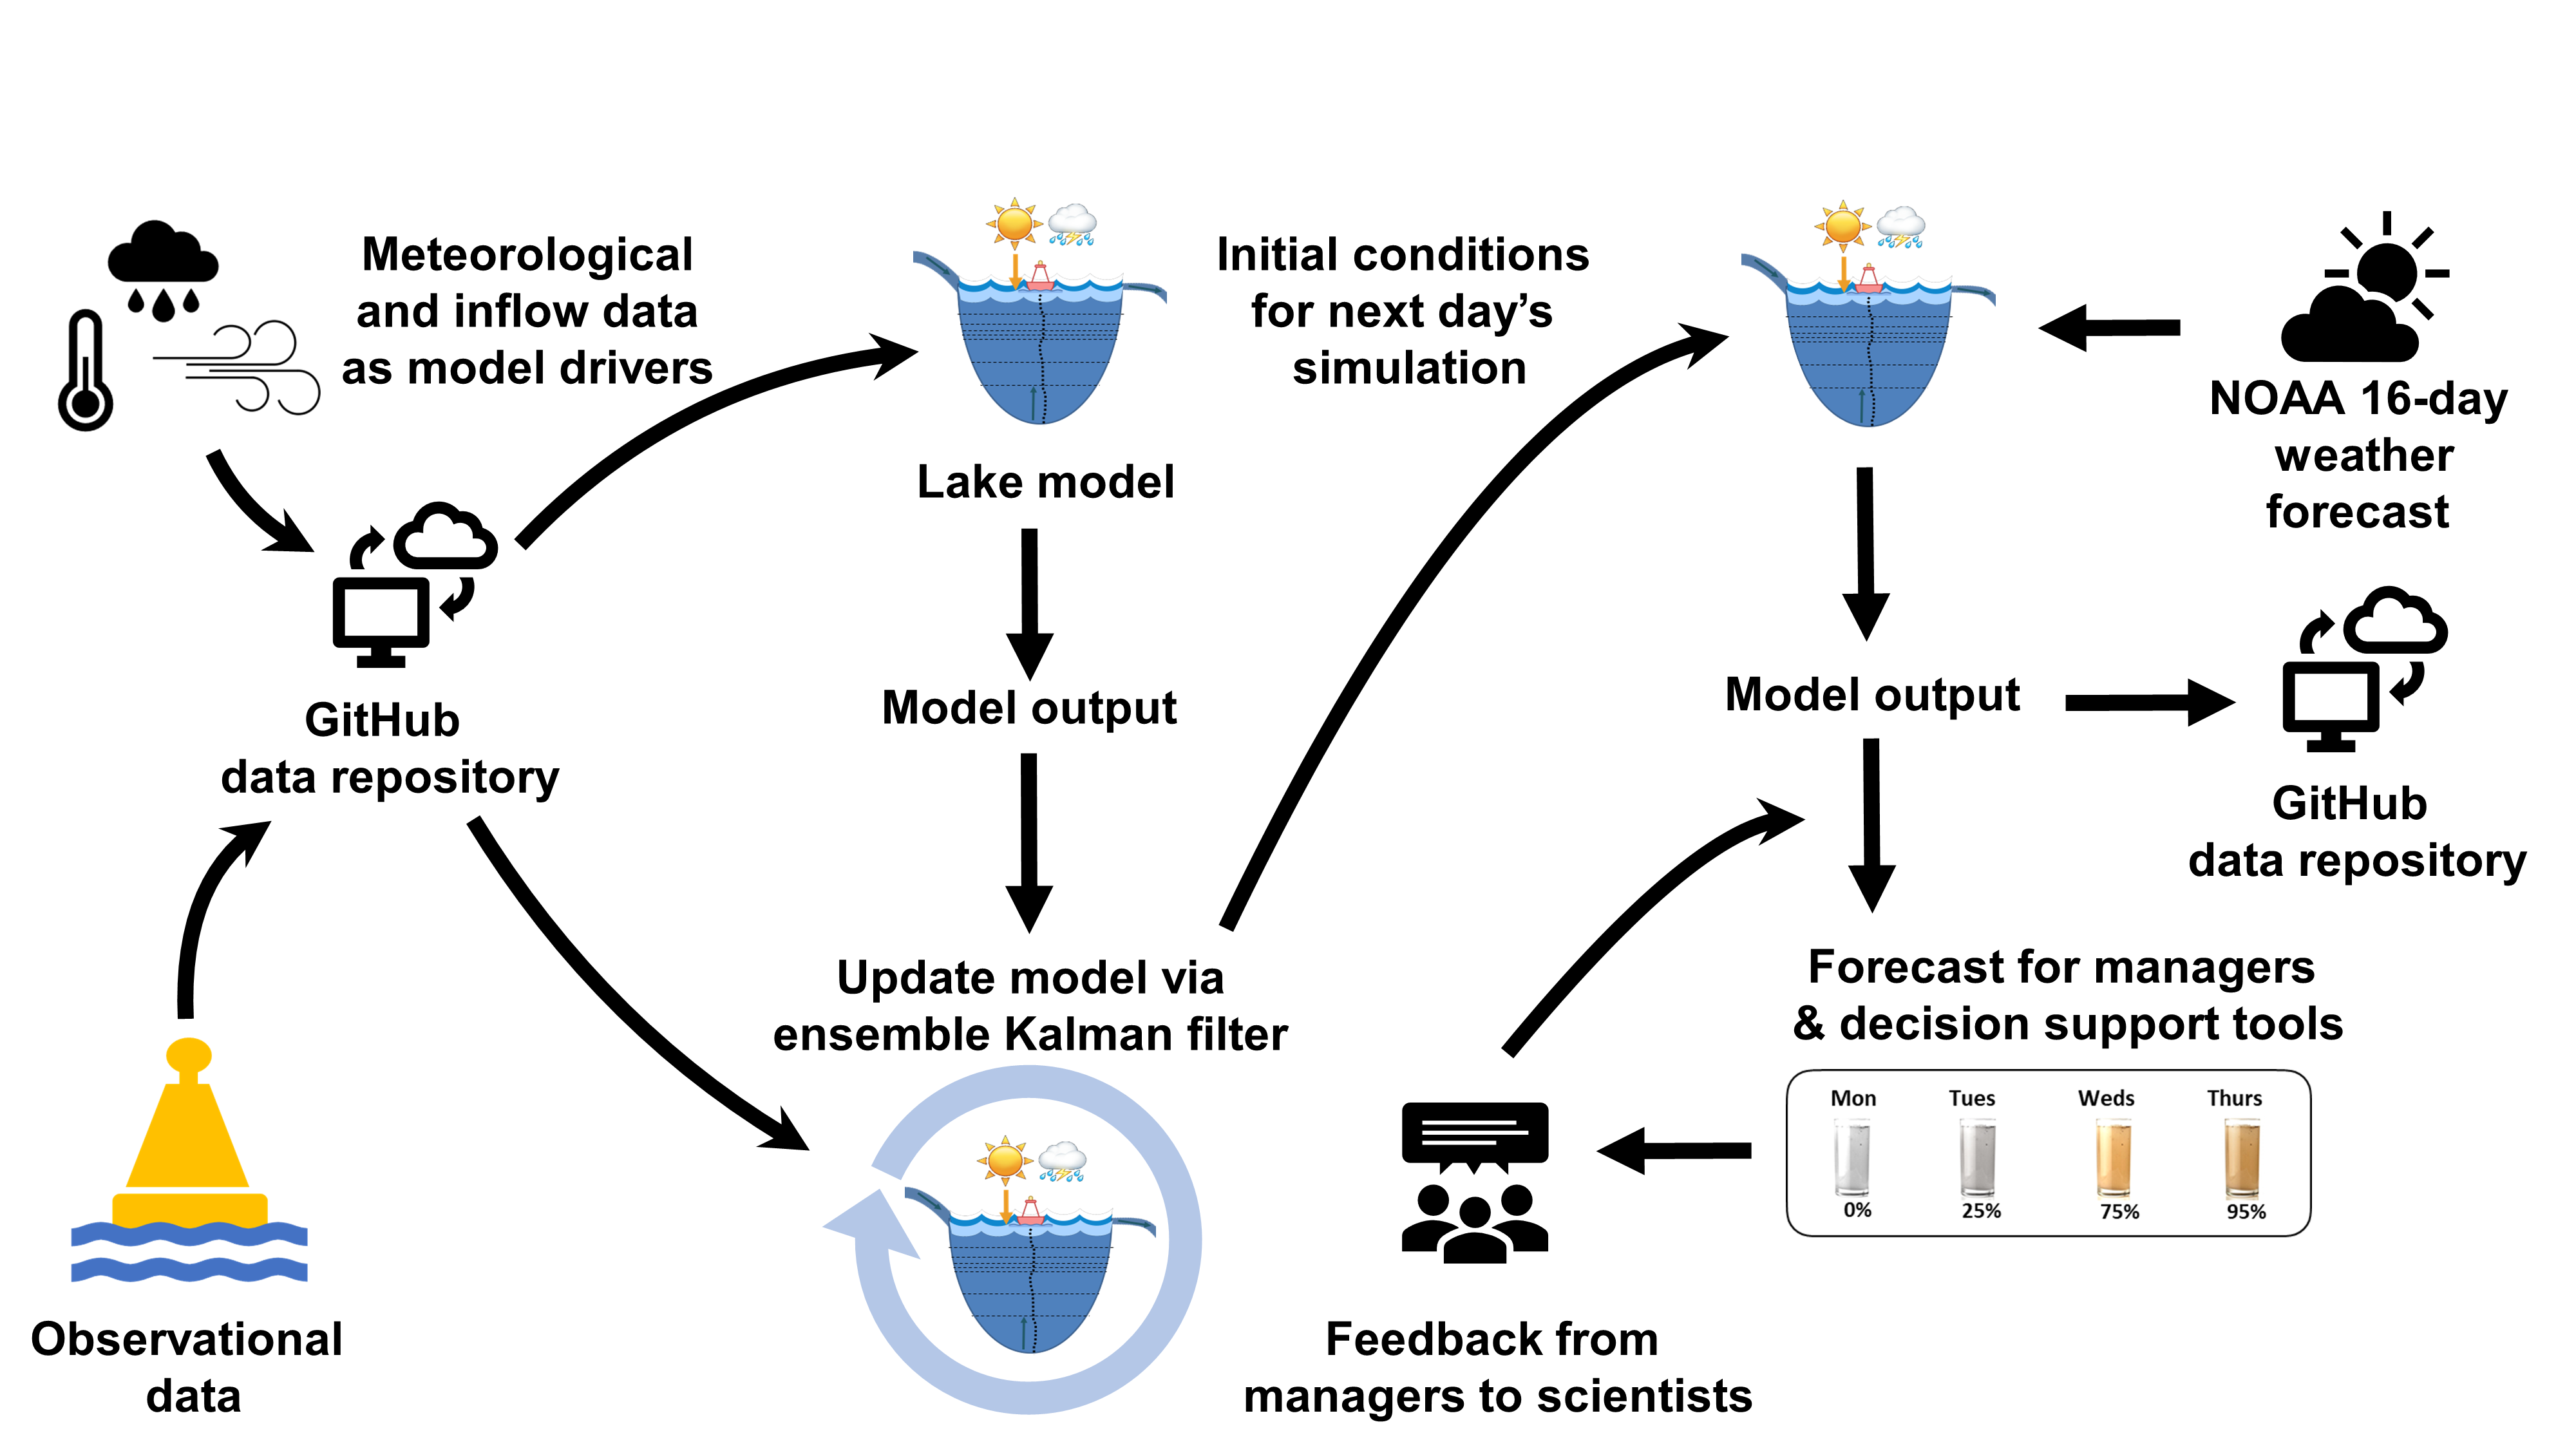 Meteorological
and inflow data
as model drivers
GitHub
data repository
Observational
data
Lake model
Model output
Update model via
ensemble Kalman filter
Initial conditions
for next day’s
simulation
NOAA 16-day
weather
forecast
Model output
GitHub
data repository
Forecast for managers
& decision support tools
Mon Tues Weds Thurs
0% 25% 75% 95%
Feedback from
managers to scientists